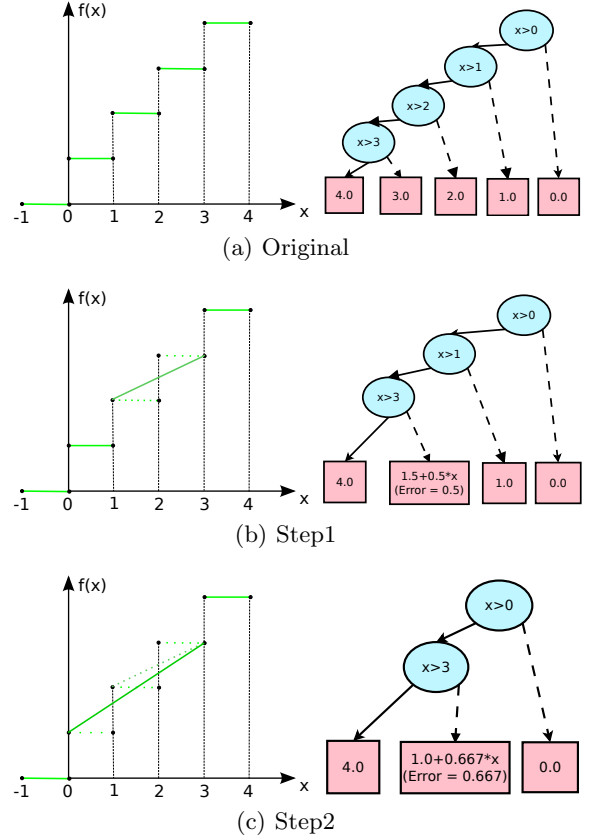 f(x)
x>0
x>1
x>2
x>3
4.0 3.0 2.0 1.0 0.0
-1 0 1 2 3 4 x
(a) Original
f(x)
x>0
x>1
x>3
4.0 1.5+0.5*x 1.0 0.0
(Error = 0.5)
-1 0 1 2 3 4 x
(b) Step1
f(x)
x>0
x>3
4.0 1.0+0.667*x 0.0
(Error = 0.667)
-1 0 1 2 3 4 x
(c) Step2